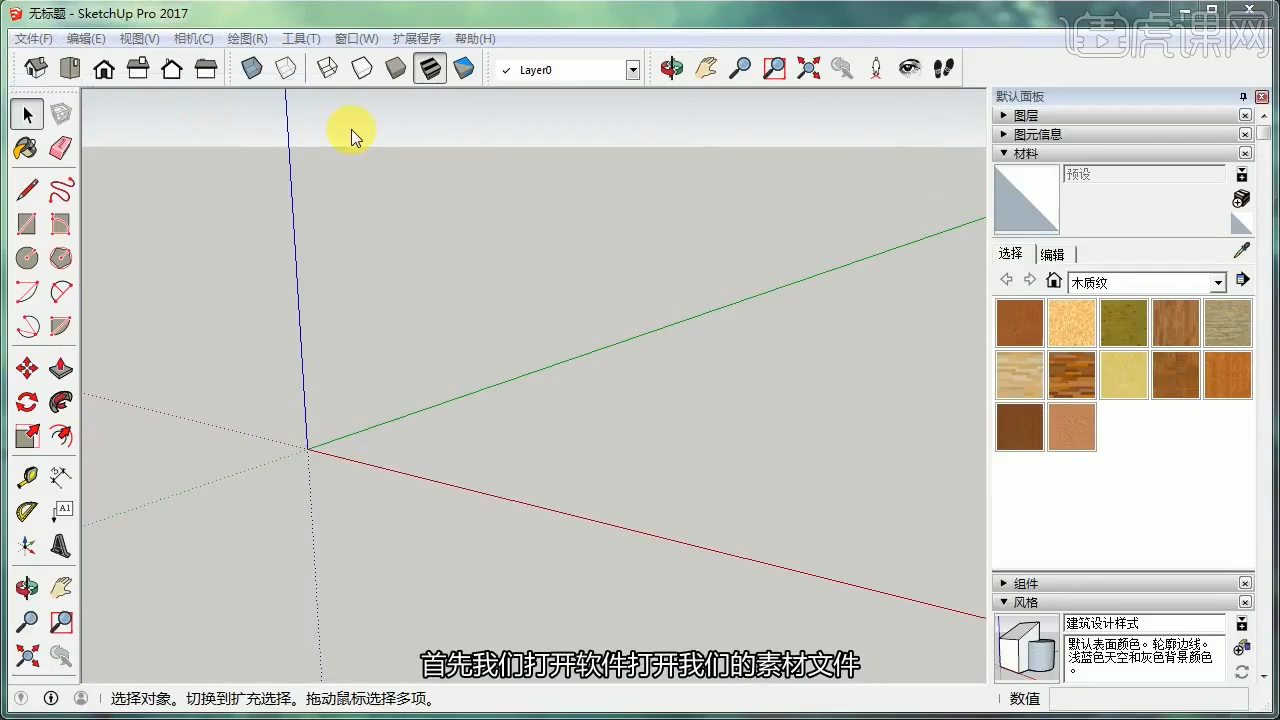 无标题 - SketchUp Pro 2017
虎课网
文件(F) 编辑(E) 视图(V) 相机(C) 绘图(R) 工具(T) 窗口(W) 扩展程序 帮助(H)
Layer0
默认面板
图层
图元信息
材料
预设
选择 编辑
木质纹
A1
组件
风格
建筑设计样式
默认表面颜色。轮廓边线。
浅蓝色天空和灰色背景颜色
。
首先我们打开软件打开我们的素材文件
选择对象。切换到扩充选择。拖动鼠标选择多项。
数值